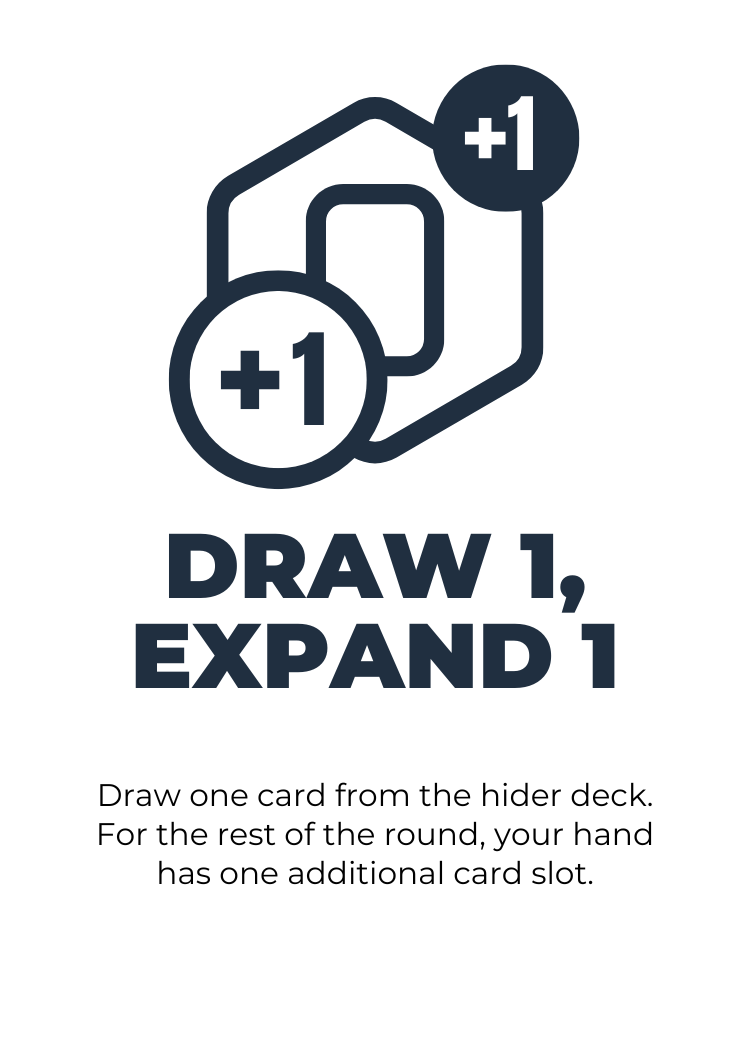 +1
+1
DRAW 1,
EXPAND 1
Draw one card from the hider deck.
For the rest of the round, your hand
has one additional card slot.